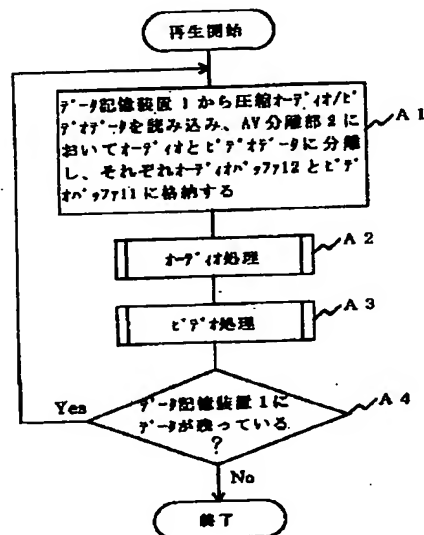 再生開始
データ記憶装置1から圧縮オーディオ/ビ
デオデータを読み込み、AV分離部2に
おいてオーディオとビデオデータに分離
し、それぞれオーディオバッファ12とビデ
オバッファ11に格納する
A1
オーディオ処理
A2
ビデオ処理
A3
データ記憶装置1に
データが残っている
?
A4
Yes
No
終了